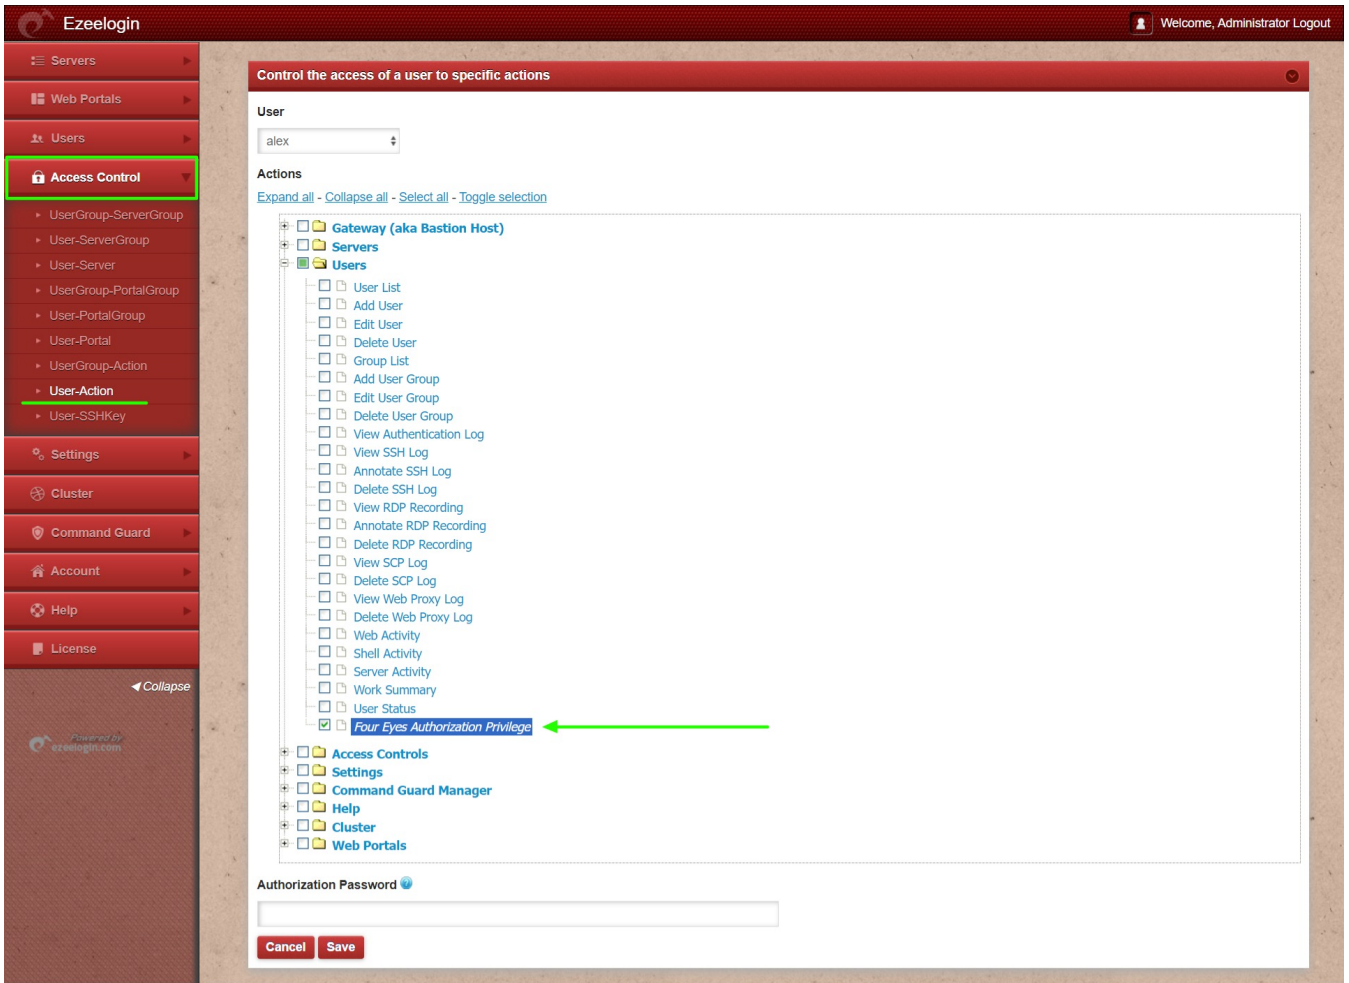 Ezeelogin
Welcome, Administrator Logout
Servers
Web Portals
Users
Access Control
UserGroup-ServerGroup
User-ServerGroup
User-Server
UserGroup-PortalGroup
User-PortalGroup
User-Portal
UserGroup-Action
User-Action
User-SSHKey
Settings
Cluster
Command Guard
Account
Help
License
Collapse
Powered by
ezeelogin.com
Control the access of a user to specific actions
User
alex
Actions
Expand all - Collapse all - Select all - Toggle selection
Gateway (aka Bastion Host)
Servers
Users
User List
Add User
Edit User
Delete User
Group List
Add User Group
Edit User Group
Delete User Group
View Authentication Log
View SSH Log
Annotate SSH Log
Delete SSH Log
View RDP Recording
Annotate RDP Recording
Delete RDP Recording
View SCP Log
Delete SCP Log
View Web Proxy Log
Delete Web Proxy Log
Web Activity
Shell Activity
Server Activity
Work Summary
User Status
Four Eyes Authorization Privilege
Access Controls
Settings
Command Guard Manager
Help
Cluster
Web Portals
Authorization Password
Cancel Save